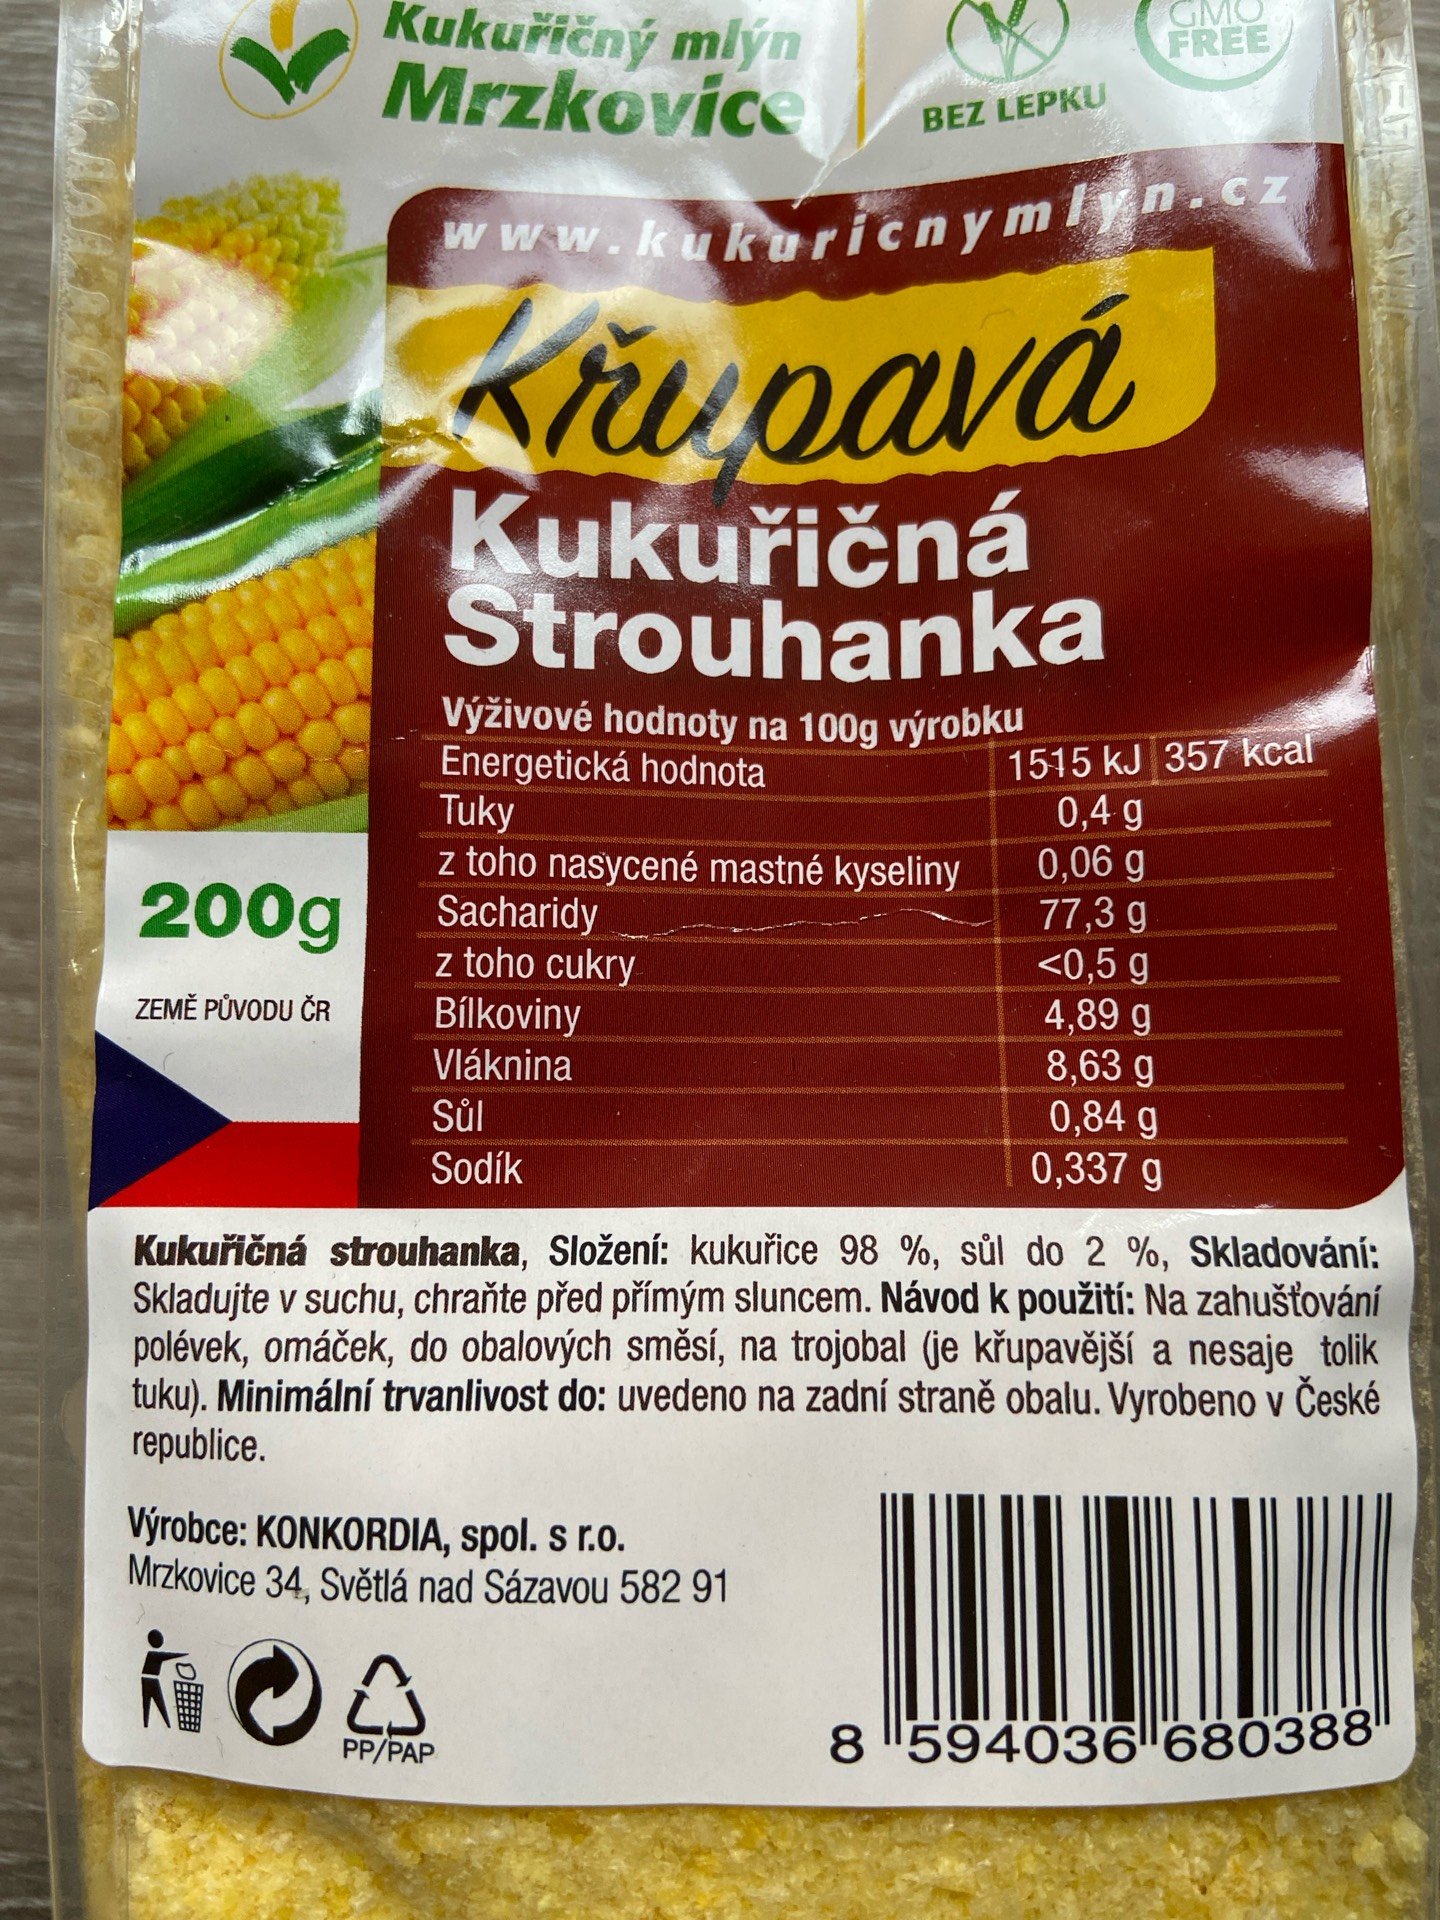 Kukuřičný mlýn
Mrzkovice
BEZ LEPKU
GMO
FREE
www.kukuricnymlyn.cz
Křupavá
Kukuřičná
Strouhanka
Výživové hodnoty na 100g výrobku
Energetická hodnota 1515 kJ 357 kcal
Tuky 0,4 g
z toho nasycené mastné kyseliny 0,06 g
Sacharidy 77,3 g
z toho cukry <0,5 g
Bílkoviny 4,89 g
Vláknina 8,63 g
Sůl 0,84 g
Sodík 0,337 g
200g
ZEMĚ PŮVODU ČR
Kukuřičná strouhanka, Složení: kukuřice 98 %, sůl do 2 %, Skladování:
Skladujte v suchu, chraňte před přímým sluncem. Návod k použití: Na zahušťování
polévek, omáček, do obalových směsí, na trojobal (je křupavější a nesaje tolik
tuku). Minimální trvanlivost do: uvedeno na zadní straně obalu. Vyrobeno v České
republice.
Výrobce: KONKORDIA, spol. s r.o.
Mrzkovice 34, Světlá nad Sázavou 582 91
PP/PAP
8 594036 680388